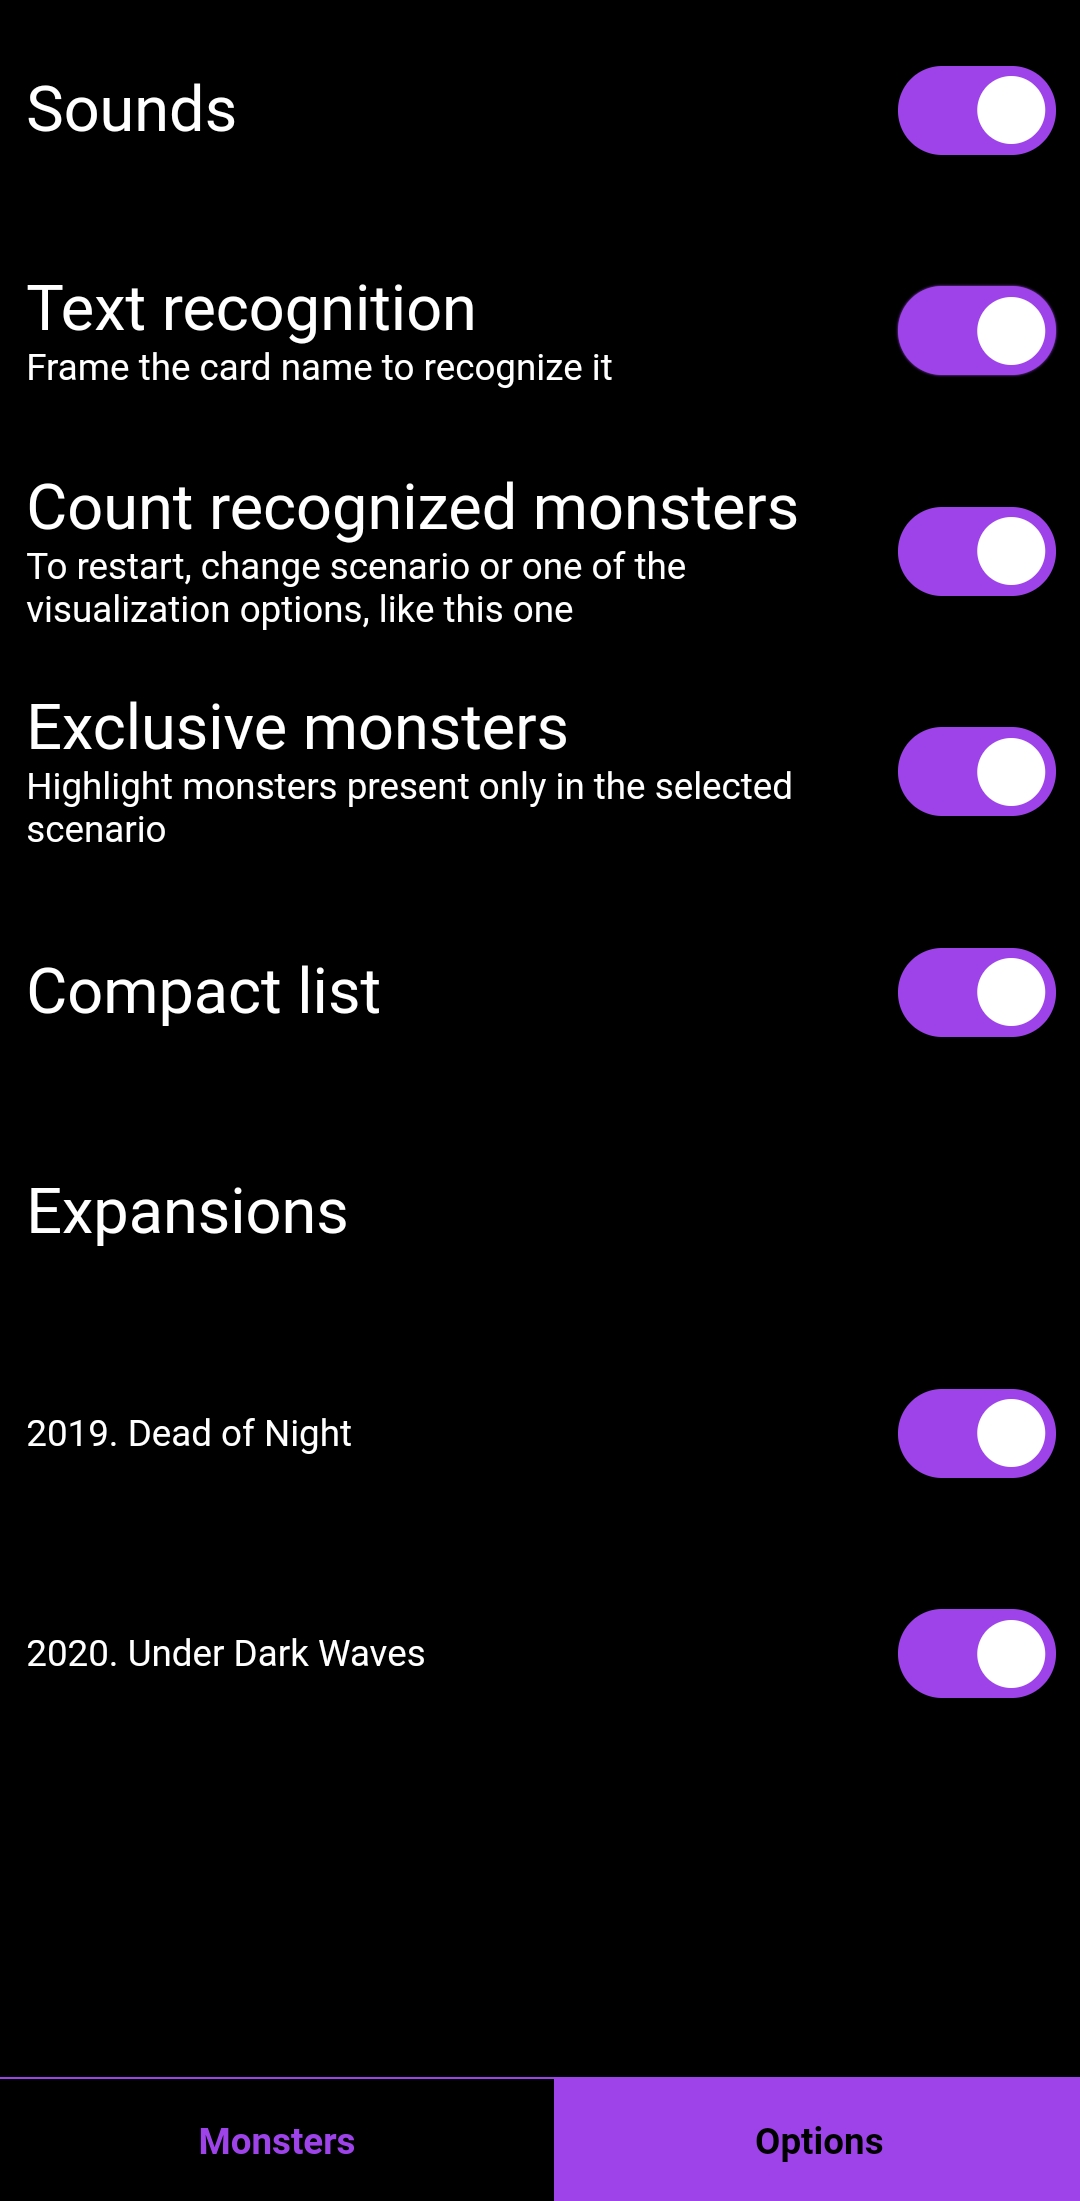 Sounds
Text recognition
Frame the card name to recognize it
Count recognized monsters
To restart, change scenario or one of the
visualization options, like this one
Exclusive monsters
Highlight monsters present only in the selected
scenario
Compact list
Expansions
2019. Dead of Night
2020. Under Dark Waves
Monsters
Options